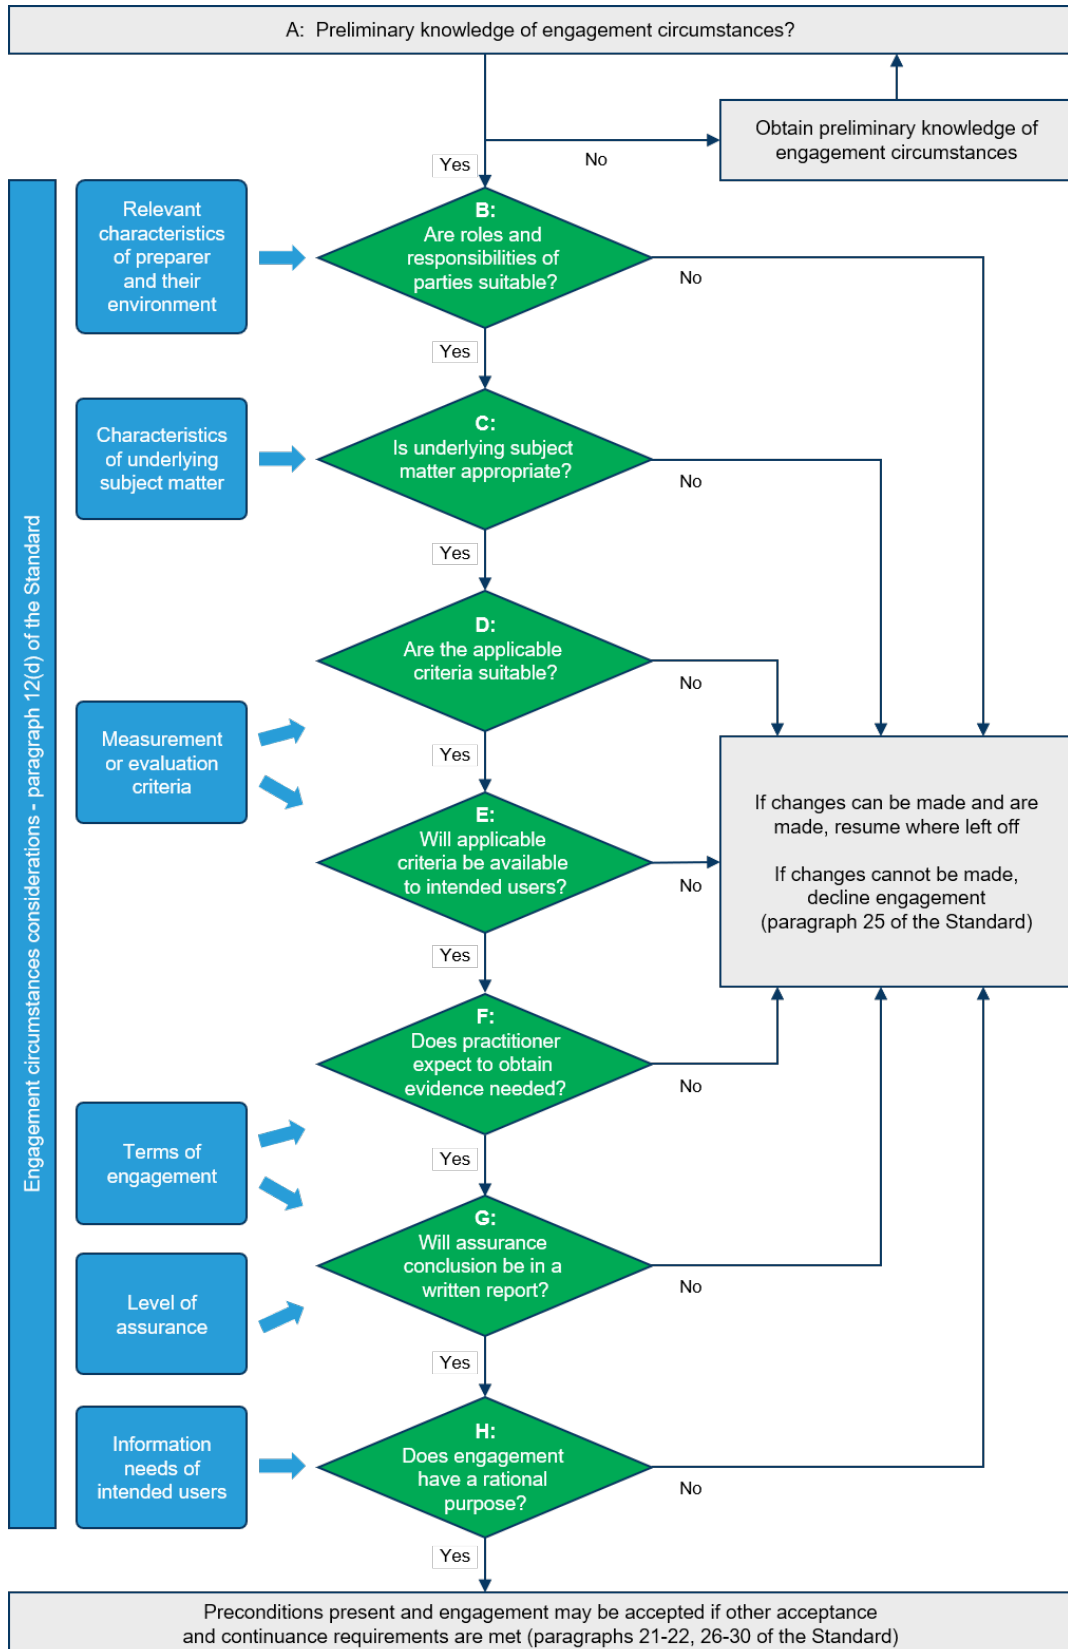 A:  Preliminary knowledge of engagement circumstances?
Obtain preliminary knowledge of
engagement circumstances
No
Yes
Engagement circumstances considerations - paragraph 12(d) of the Standard
Relevant
characteristics
of preparer
and their
environment
B:
Are roles and
responsibilities of
parties suitable?
No
Yes
Characteristics
of underlying
subject matter
C:
Is underlying subject
matter appropriate?
No
Yes
D:
Are the applicable
criteria suitable?
No
Measurement
or evaluation
criteria
Yes
E:
Will applicable
criteria be available
to intended users?
No
If changes can be made and are
made, resume where left off
If changes cannot be made,
decline engagement
(paragraph 25 of the Standard)
Yes
F:
Does practitioner
expect to obtain
evidence needed?
No
Terms of
engagement
Yes
G:
Will assurance
conclusion be in a
written report?
No
Level of
assurance
Yes
Information
needs of
intended users
H:
Does engagement
have a rational
purpose?
No
Yes
Preconditions present and engagement may be accepted if other acceptance
and continuance requirements are met (paragraphs 21-22, 26-30 of the Standard)